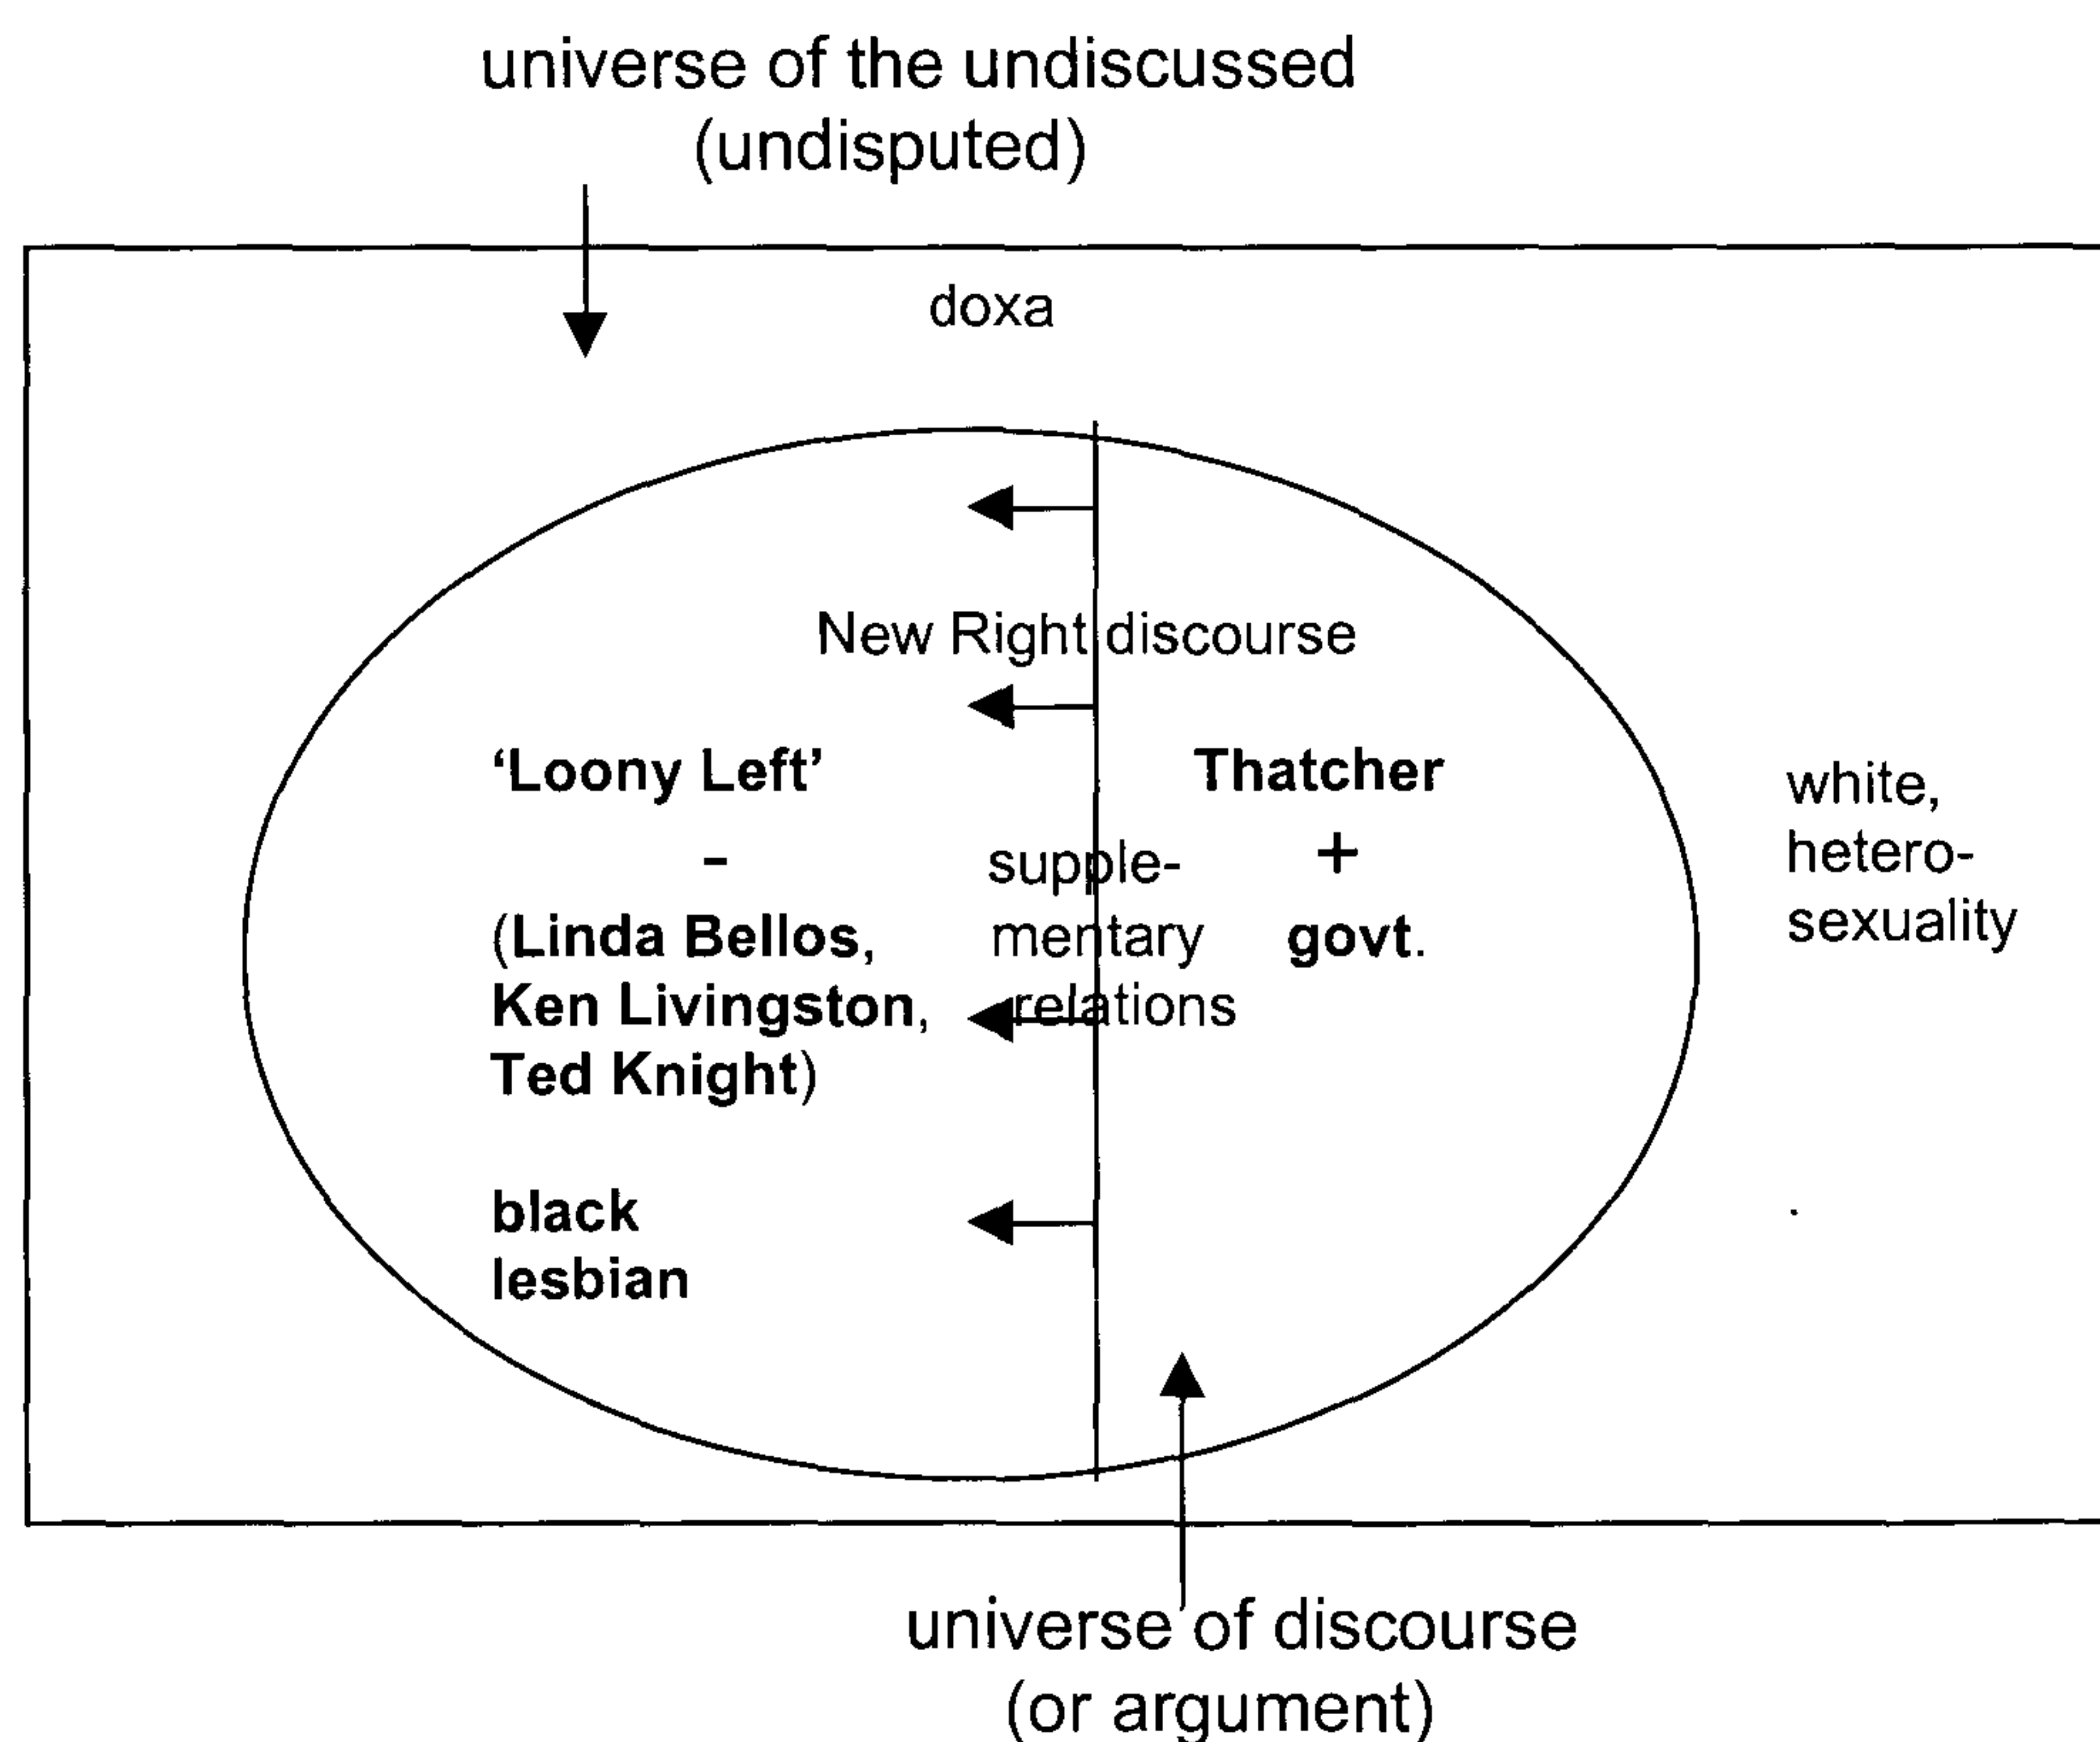 universe of the undiscussed
(undisputed)
doxa
New Right discourse
‘Loony Left’
-
(Linda Bellos,
Ken Livingston,
Ted Knight)
black
lesbian
supple-
mentary
relations
Thatcher
+
govt.
white,
hetero-
sexuality
universe of discourse
(or argument)